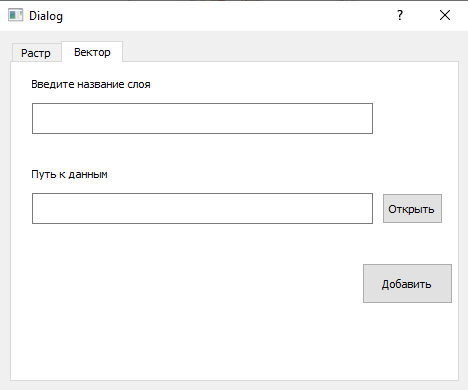 Dialog
?
Растр
Вектор
Введите название слоя
Путь к данным
Открыть
Добавить